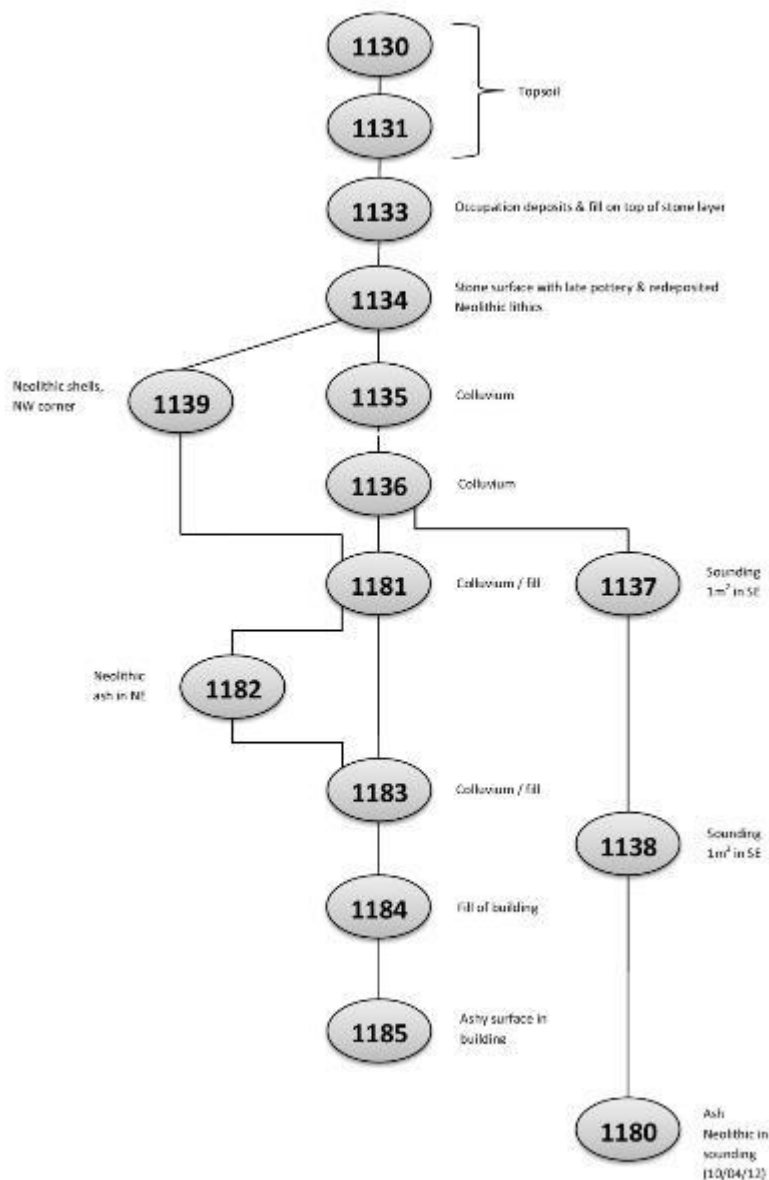 1130
Topsoil
1131
1133
Occupation deposits & fill on top of stone layer
1134
Stone surface with late pottery & redeposited
Neolithic lithics
Neolithic shells,
NW corner
1139
1135
Colluvium
1136
Colluvium
1181
Colluvium / fill
1137
Sounding
1m² in SE
Neolithic
ash in NE
1182
1183
Colluvium / fill
1138
Sounding
1m² in SE
1184
Fill of building
1185
Ashy surface in
building
1180
Ash
Neolithic in
sounding
(10/04/12)